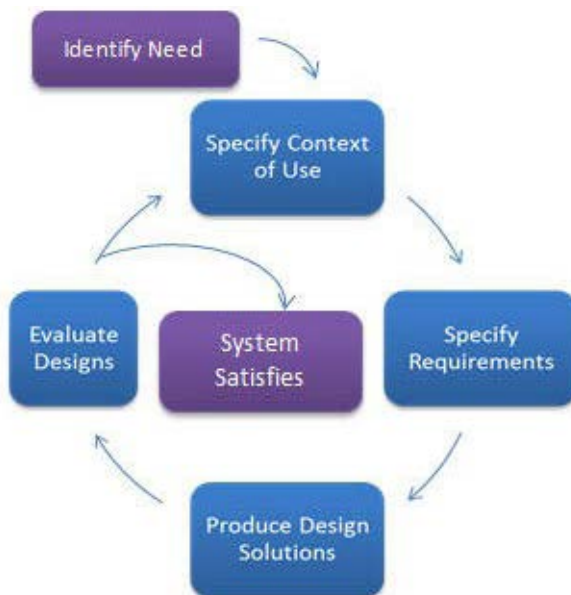 Identify Need
Specify Context
of Use
Specify
Requirements
Produce Design
Solutions
Evaluate
Designs
System
Satisfies